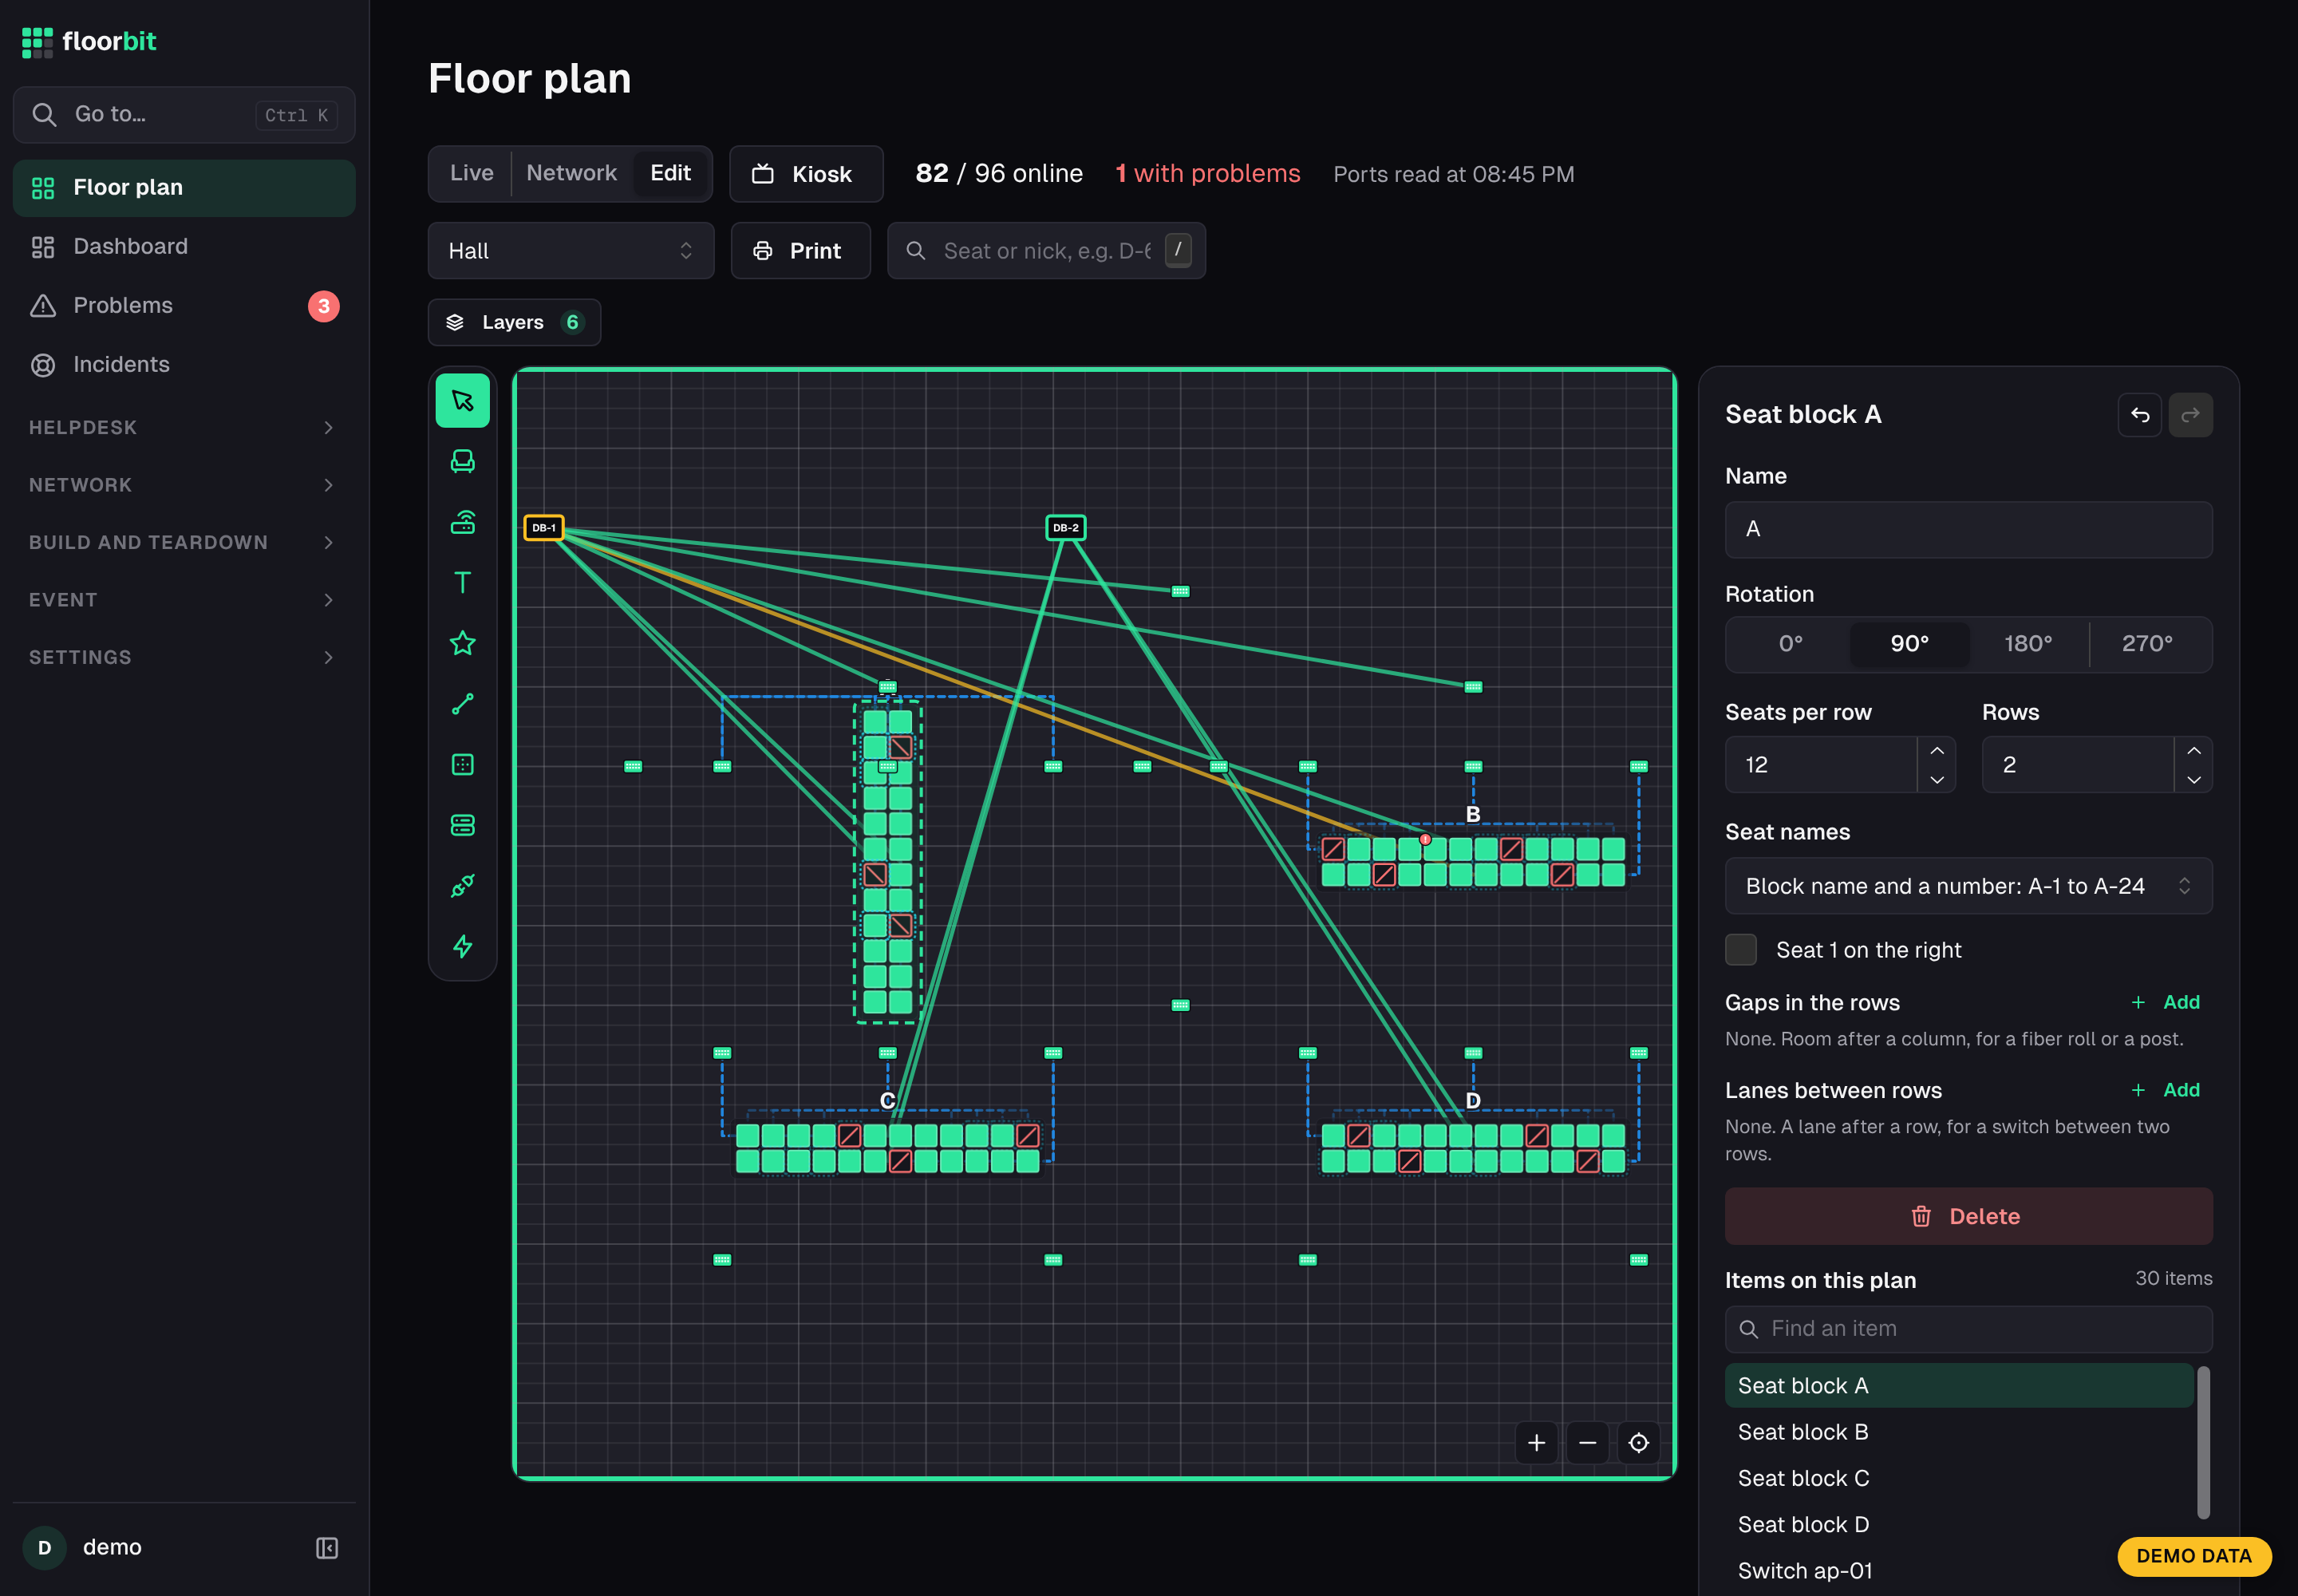 floorbit
Go to...
Ctrl K
Floor plan
Dashboard
Problems
3
Incidents
HELPDESK
NETWORK
BUILD AND TEARDOWN
EVENT
SETTINGS
D
demo
Floor plan
Live
Network
Edit
Kiosk
82 / 96 online
1 with problems
Ports read at 08:45 PM
Hall
Print
Seat or nick, e.g. D-6
/
Layers
6
DB-1
DB-2
B
C
D
Seat block A
Name
A
Rotation
0°
90°
180°
270°
Seats per row
Rows
12
2
Seat names
Block name and a number: A-1 to A-24
Seat 1 on the right
Gaps in the rows
Add
None. Room after a column, for a fiber roll or a post.
Lanes between rows
Add
None. A lane after a row, for a switch between two
rows.
Delete
Items on this plan
30 items
Find an item
Seat block A
Seat block B
Seat block C
Seat block D
Switch ap-01
DEMO DATA